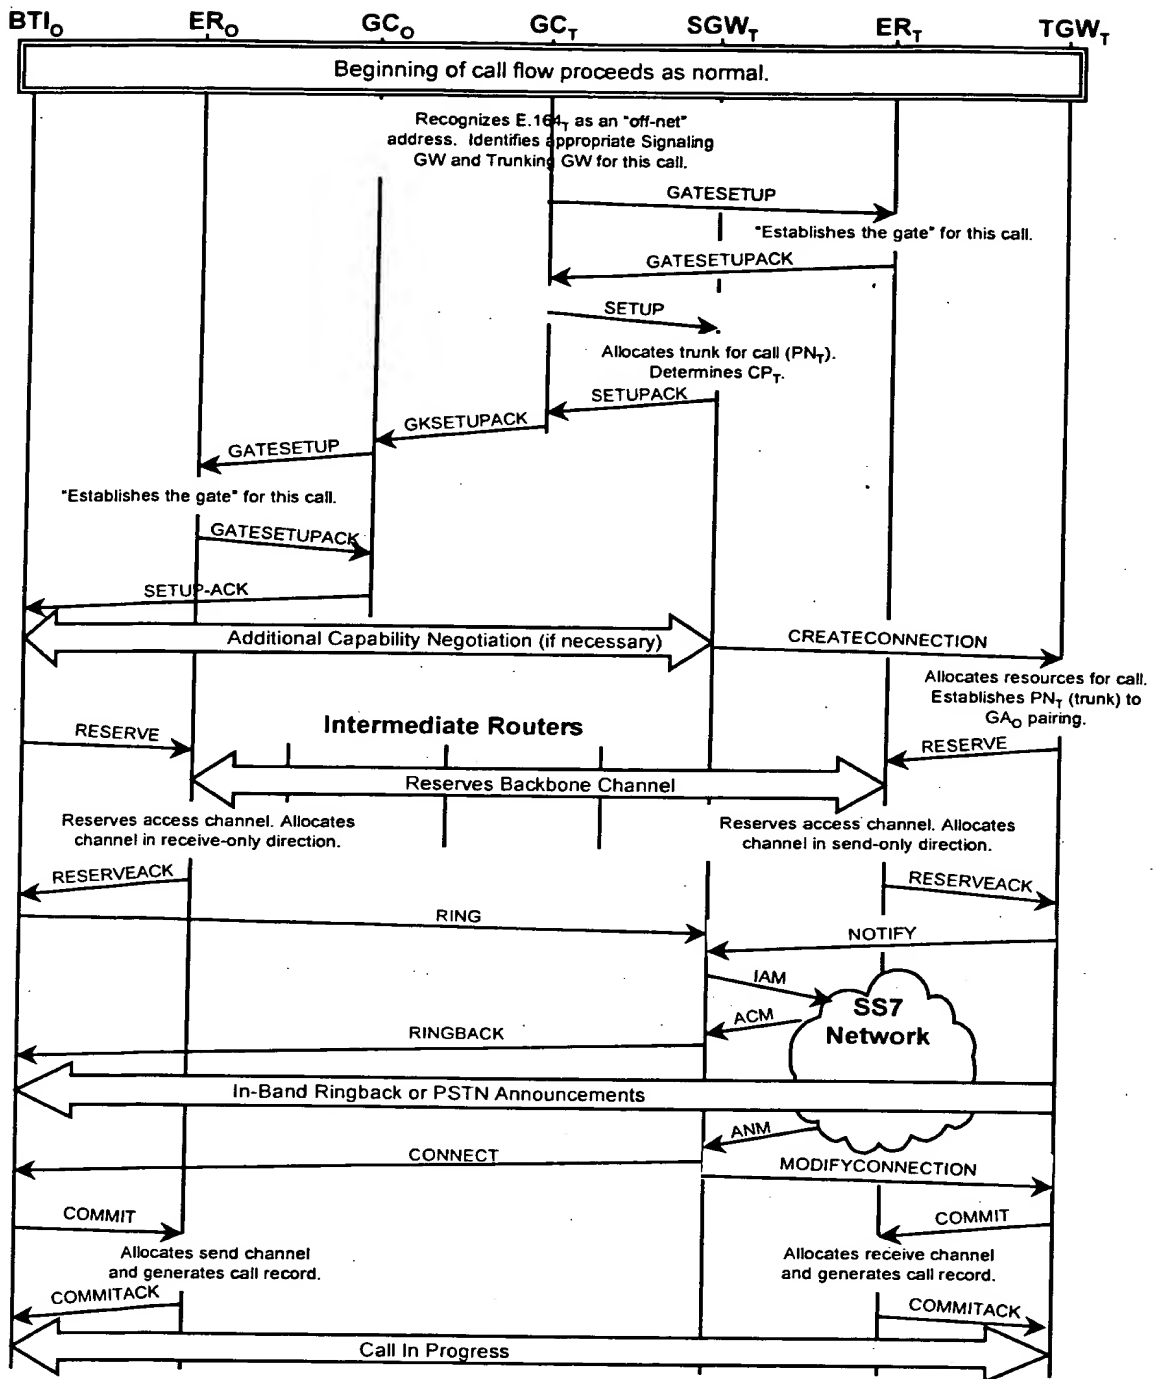 BTIO ERO GCO GCT SGWT ERT TGWT
Beginning of call flow proceeds as normal.
Recognizes E.164T as an "off-net"
address. Identifies appropriate Signaling
GW and Trunking GW for this call.
GATESETUP
"Establishes the gate" for this call.
GATESETUPACK
SETUP
Allocates trunk for call (PNT).
Determines CPT.
SETUPACK
GKSETUPACK
GATESETUP
"Establishes the gate" for this call.
GATESETUPACK
SETUP-ACK
Additional Capability Negotiation (if necessary)
CREATECONNECTION
Allocates resources for call.
Establishes PNT (trunk) to
GAO pairing.
Intermediate Routers
RESERVE
RESERVE
Reserves Backbone Channel
Reserves access channel. Allocates
channel in receive-only direction.
Reserves access channel. Allocates
channel in send-only direction.
RESERVEACK
RESERVEACK
RING
NOTIFY
IAM
SS7
Network
ACM
RINGBACK
In-Band Ringback or PSTN Announcements
ANM
CONNECT
MODIFYCONNECTION
COMMIT
COMMIT
Allocates send channel
and generates call record.
Allocates receive channel
and generates call record.
COMMITACK
COMMITACK
Call In Progress